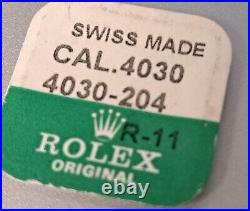 SWISS MADE
CAL.4030
4030-204
R-11
ROLEX
ORIGINAL